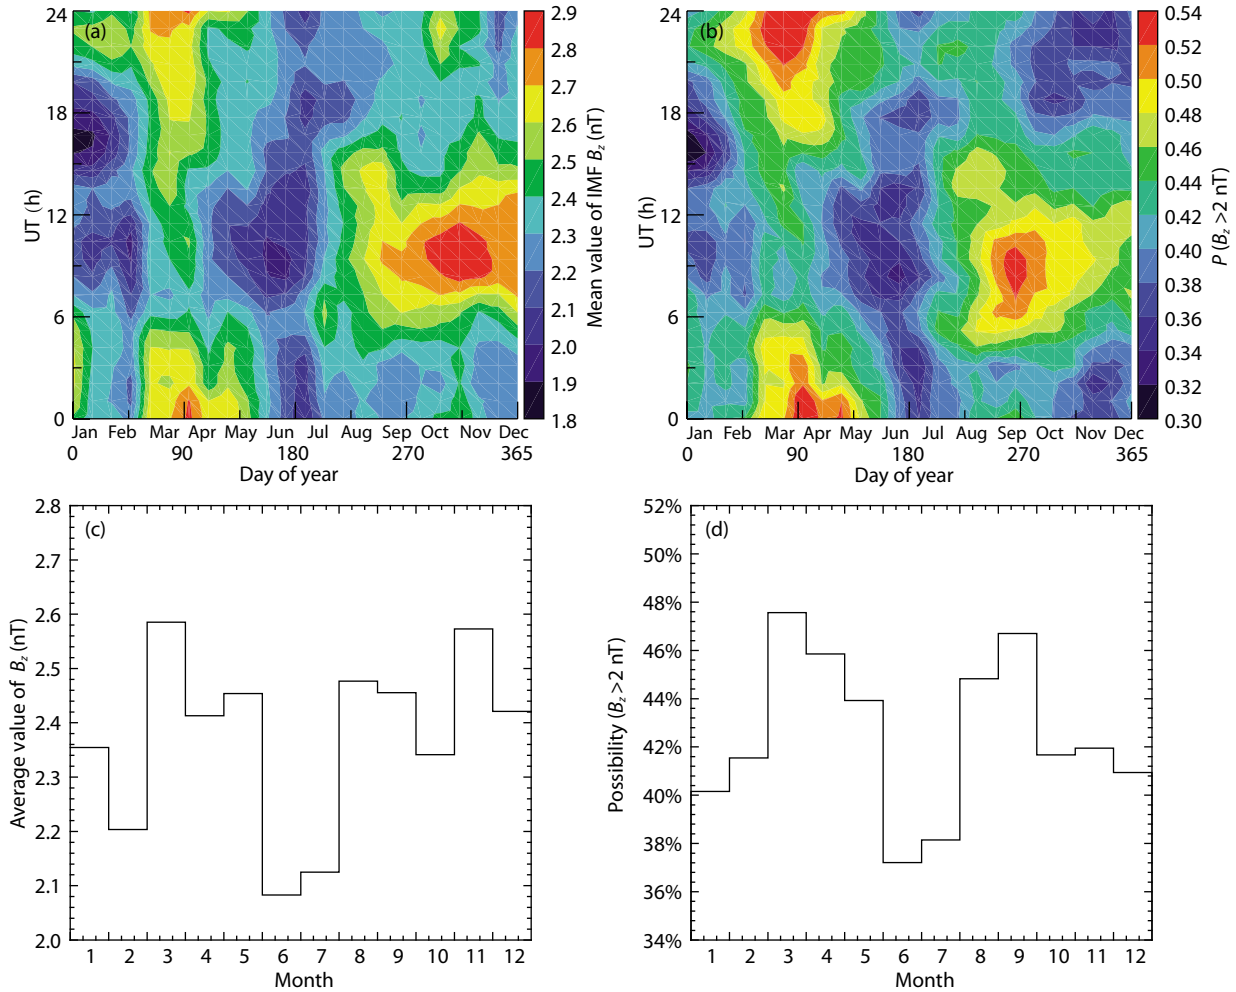 (a)
24
18
12
6
0
UT (h)
Jan Feb Mar Apr May Jun Jul Aug Sep Oct Nov Dec
0 90 180 270 365
Day of year
2.9
2.8
2.7
2.6
2.5
2.4
2.3
2.2
2.1
2.0
1.9
1.8
Mean value of IMF Bz (nT)
(b)
24
18
12
6
0
UT (h)
Jan Feb Mar Apr May Jun Jul Aug Sep Oct Nov Dec
0 90 180 270 365
Day of year
0.54
0.52
0.50
0.48
0.46
0.44
0.42
0.40
0.38
0.36
0.34
0.32
0.30
P (Bz >2 nT)
(c)
2.8
2.7
2.6
2.5
2.4
2.3
2.2
2.1
2.0
Average value of Bz (nT)
1 2 3 4 5 6 7 8 9 10 11 12
Month
(d)
52%
50%
48%
46%
44%
42%
40%
38%
36%
34%
Possibility (Bz >2 nT)
1 2 3 4 5 6 7 8 9 10 11 12
Month